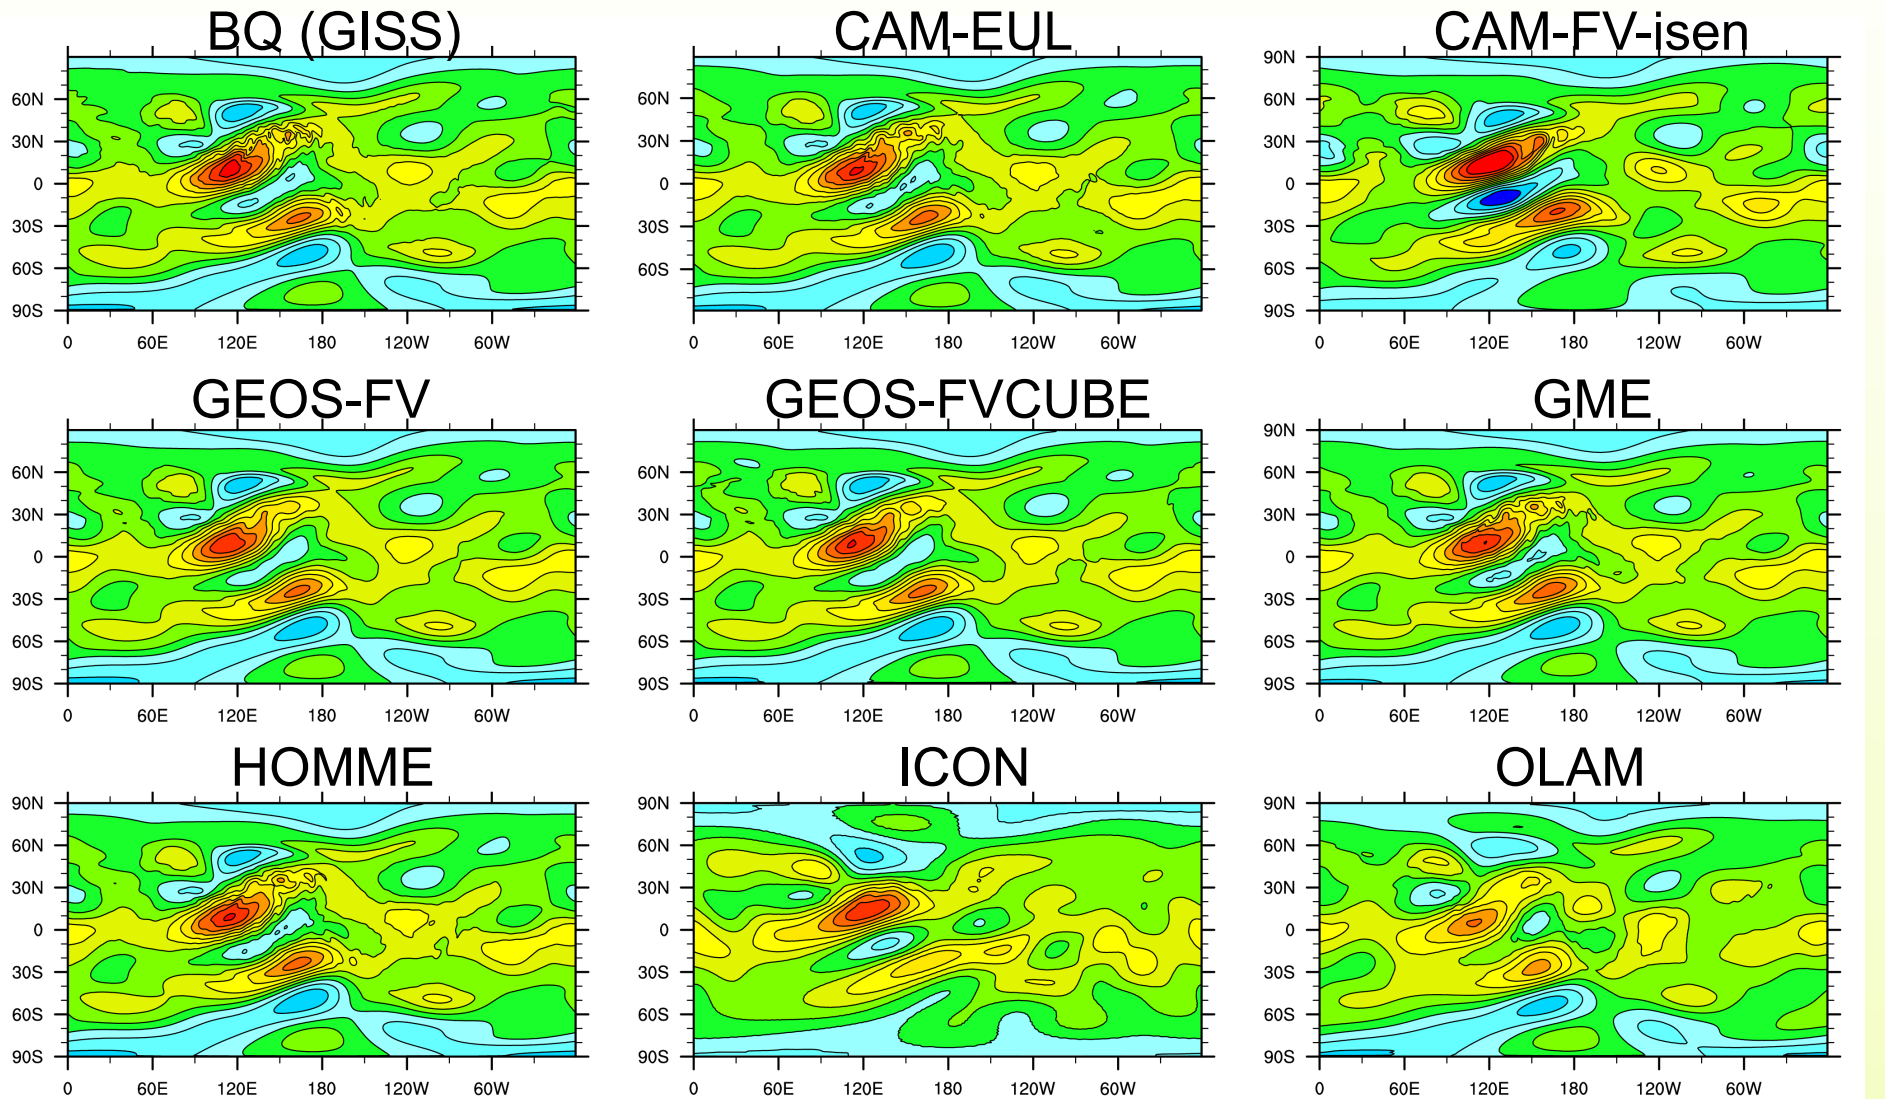 BQ (GISS) CAM-EUL CAM-FV-isen
90N
60N 60N 60N
30N 30N 30N
0 0 0
30S 30S 30S
60S 60S 60S
90S 90S
0 60E 120E 180 120W 60W 0 60E 120E 180 120W 60W 0 60E 120E 180 120W 60W
GEOS-FV GEOS-FVCUBE GME
90N
60N 60N 60N
30N 30N 30N
0 0 0
30S 30S 30S
60S 60S 60S
90S 90S 90S
0 60E 120E 180 120W 60W 0 60E 120E 180 120W 60W 0 60E 120E 180 120W 60W
HOMME ICON OLAM
90N 90N 90N
60N 60N 60N
30N 30N 30N
0 0 0
30S 30S 30S
60S 60S 60S
90S 90S 90S
0 60E 120E 180 120W 60W 0 60E 120E 180 120W 60W 0 60E 120E 180 120W 60W